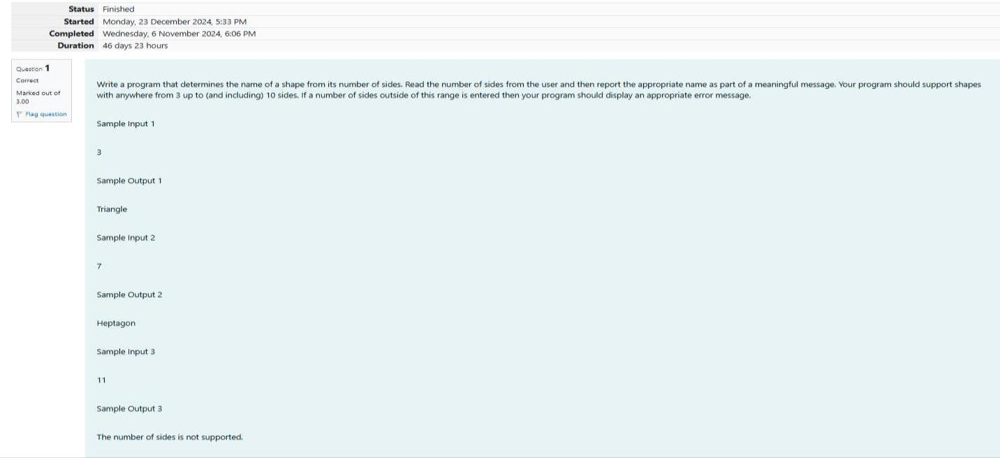 Status Finished
Started Monday, 23 December 2024, 5:33 PM
Completed Wednesday, 6 November 2024, 6:06 PM
Duration 46 days 23 hours
Question 1
Correct
Marked out of
3.00
Flag question
Write a program that determines the name of a shape from its number of sides. Read the number of sides from the user and then report the appropriate name as part of a meaningful message. Your program should support shapes
with anywhere from 3 up to (and including) 10 sides. If a number of sides outside of this range is entered then your program should display an appropriate error message.
Sample Input 1
3
Sample Output 1
Triangle
Sample Input 2
7
Sample Output 2
Heptagon
Sample Input 3
11
Sample Output 3
The number of sides is not supported.